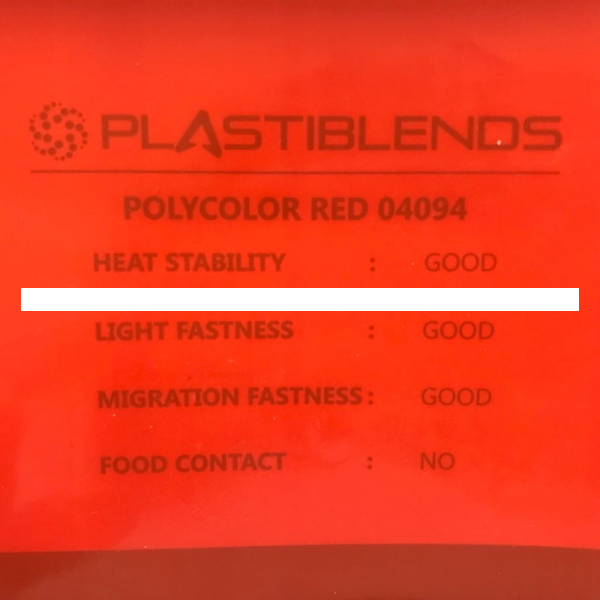 PLASTIBLENDS
POLYCOLOR RED 04094
HEAT STABILITY : GOOD
LIGHT FASTNESS : GOOD
MIGRATION FASTNESS : GOOD
FOOD CONTACT : NO